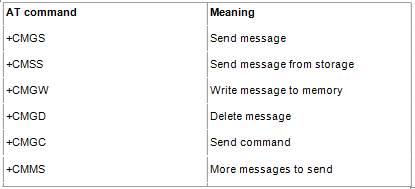 AT command Meaning
+CMGS Send message
+CMSS Send message from storage
+CMGW Write message to memory
+CMGD Delete message
+CMGC Send command
+CMMS More messages to send